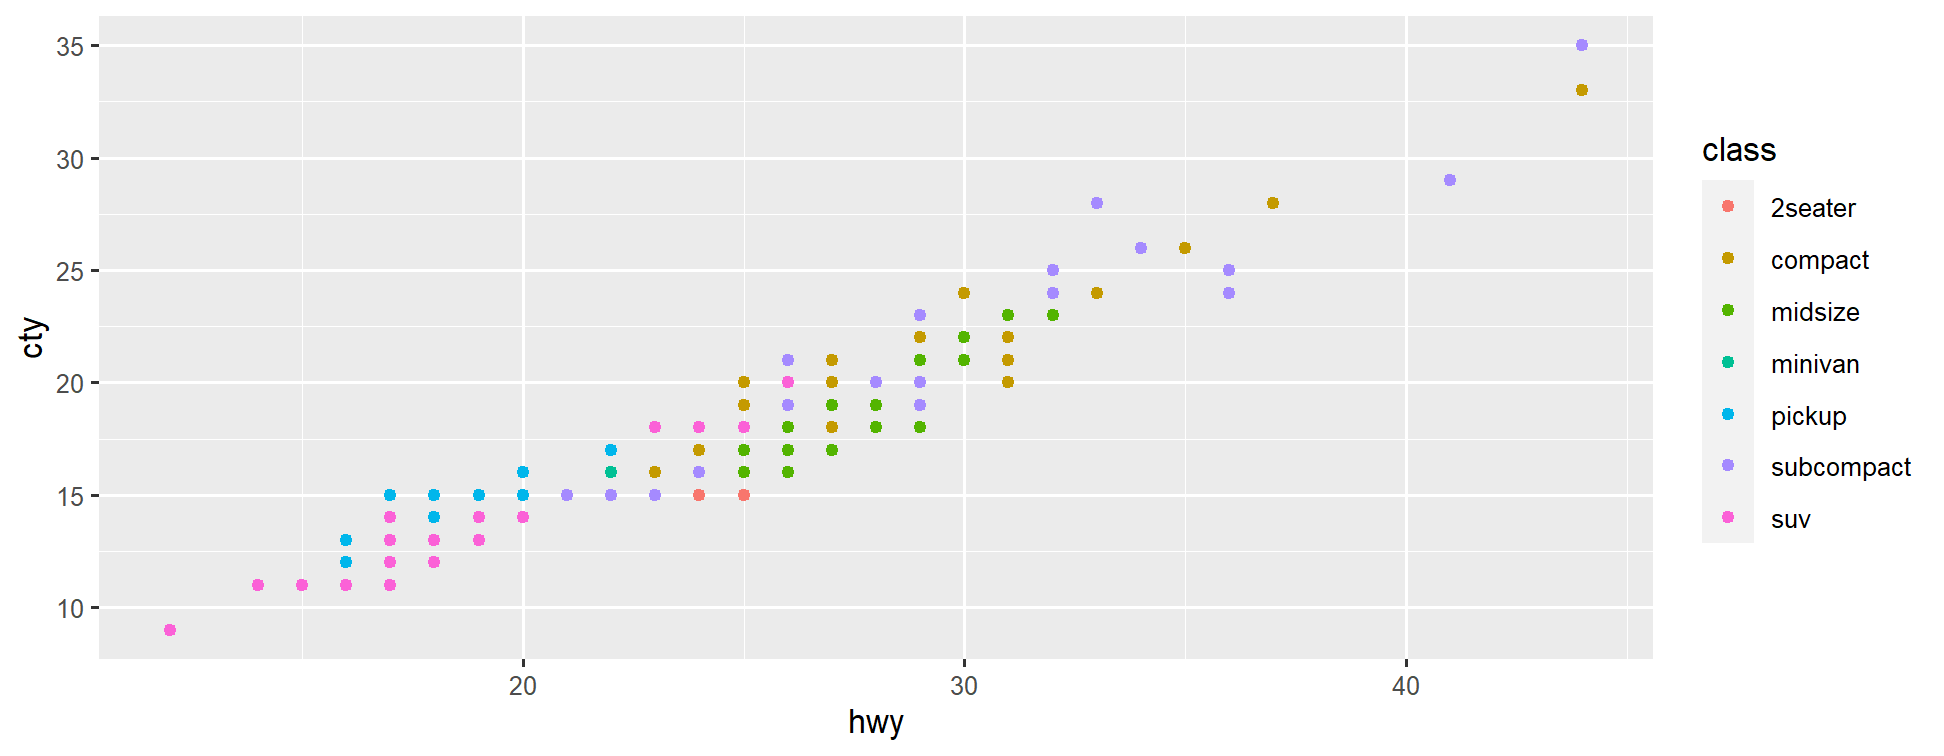 35
30
25
20
15
10
cty
20
30
40
hwy
class
2seater
compact
midsize
minivan
pickup
subcompact
suv